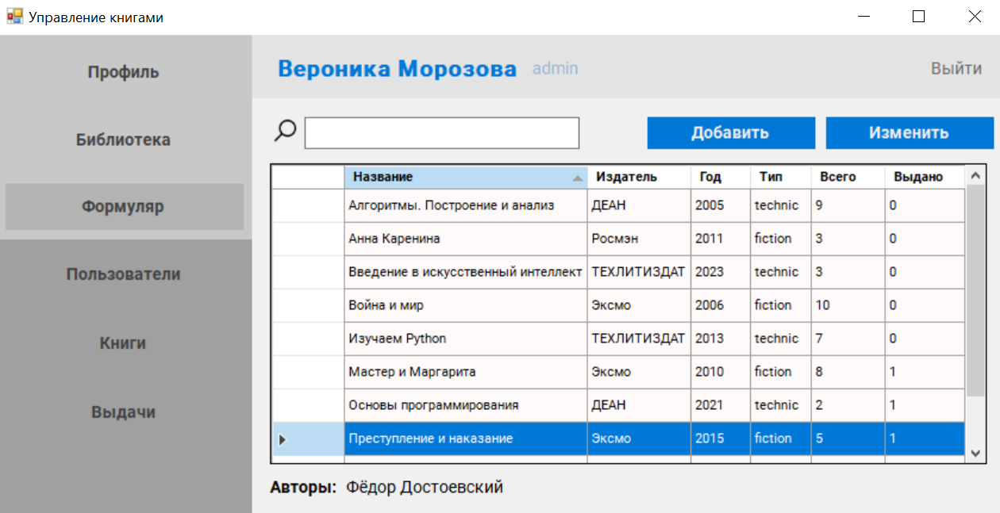 Управление книгами
Профиль
Библиотека
Формуляр
Пользователи
Книги
Выдачи
Вероника Морозова admin Выйти
Добавить Изменить
Название Издатель Год Тип Всего Выдано
Алгоритмы. Построение и анализ ДЕАН 2005 technic 9 0
Анна Каренина Росмэн 2011 fiction 3 0
Введение в искусственный интеллект ТЕХЛИТИЗДАТ 2023 technic 3 0
Война и мир Эксмо 2006 fiction 10 0
Изучаем Python ТЕХЛИТИЗДАТ 2013 technic 7 0
Мастер и Маргарита Эксмо 2010 fiction 8 1
Основы программирования ДЕАН 2021 technic 2 1
Преступление и наказание Эксмо 2015 fiction 5 1
Авторы: Фёдор Достоевский